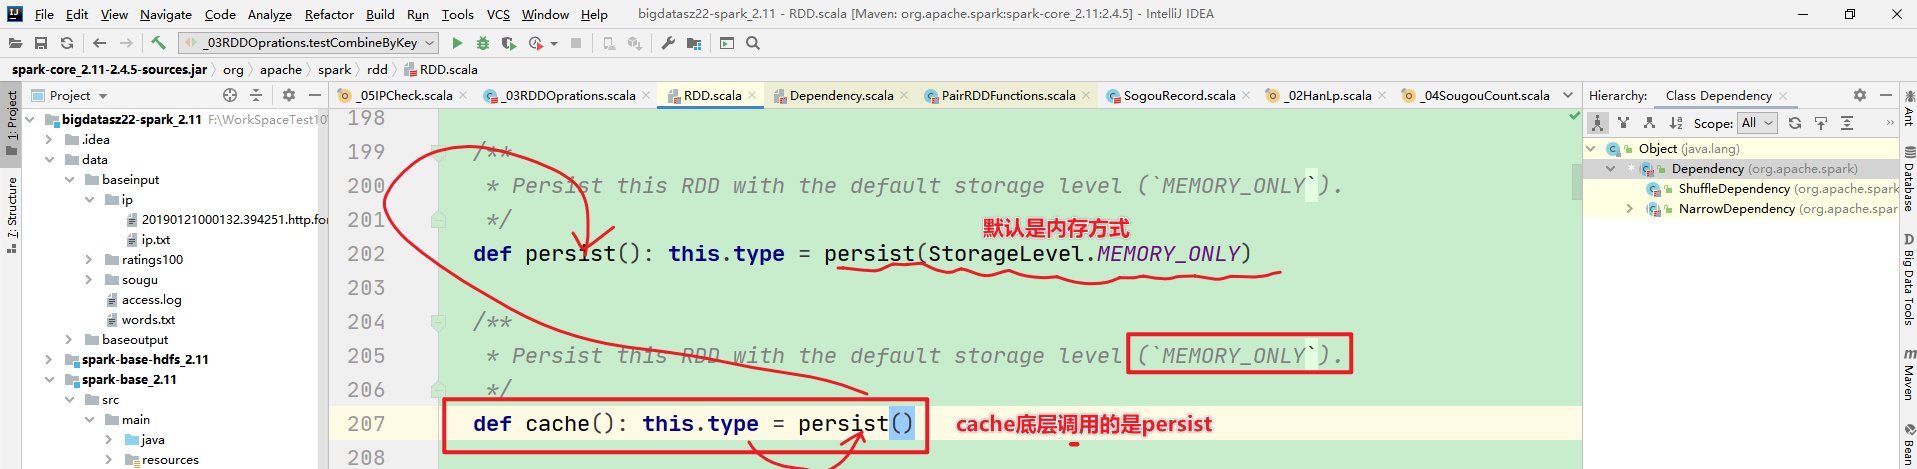 File Edit View Navigate Code Analyze Refactor Build Run Tools VCS Window Help bigdatasz22-spark_2.11 - RDD.scala [Maven: org.apache.spark:spark-core_2.11:2.4.5] - IntelliJ IDEA
_03RDDOprations.testCombineByKey
spark-core_2.11-2.4.5-sources.jar org apache spark rdd RDD.scala
Project
_05IPCheck.scala _03RDDOprations.scala RDD.scala Dependency.scala PairRDDFunctions.scala SogouRecord.scala _02HanLp.scala _04SougouCount.scala
Hierarchy: Class Dependency
1: Project
7: Structure
bigdatasz22-spark_2.11 F:\WorkSpaceTest10
.idea
data
baseinput
ip
20190121000132.394251.http.for
ip.txt
ratings100
sougu
access.log
words.txt
baseoutput
spark-base-hdfs_2.11
spark-base_2.11
src
main
java
resources
198
199 /**
200 * Persist this RDD with the default storage level (`MEMORY_ONLY`).
201 */
默认是内存方式
202 def persist(): this.type = persist(StorageLevel.MEMORY_ONLY)
203
204 /**
205 * Persist this RDD with the default storage level (`MEMORY_ONLY`).
206 */
207 def cache(): this.type = persist()
cache底层调用的是persist
208
Scope: All
Object (java.lang)
Dependency (org.apache.spark)
ShuffleDependency (org.apache.spark
NarrowDependency (org.apache.spar
Ant
Database
D Big Data Tools
m Maven
Bean